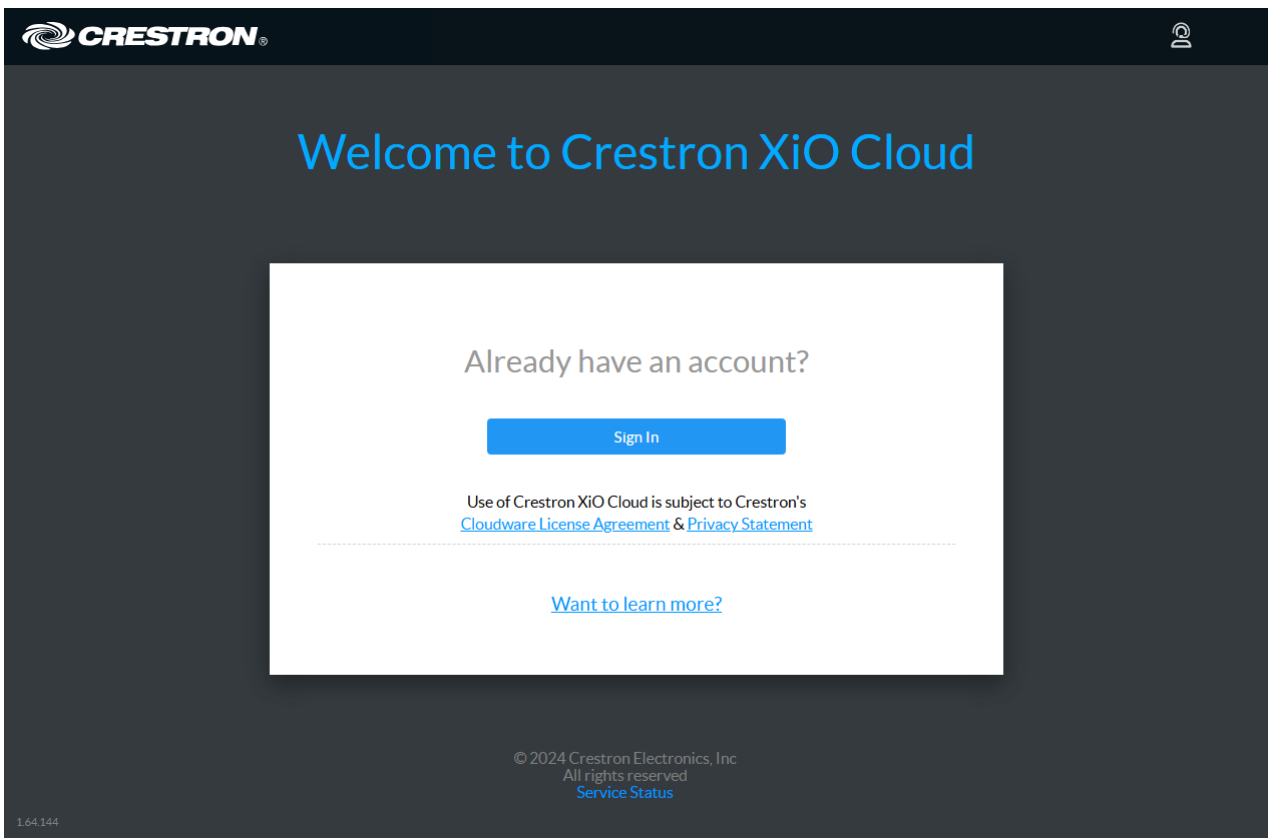 CRESTRON®
Welcome to Crestron XiO Cloud
Already have an account?
Sign In
Use of Crestron XiO Cloud is subject to Crestron's
Cloudware License Agreement & Privacy Statement
Want to learn more?
© 2024 Crestron Electronics, Inc
All rights reserved
Service Status
1.64.144